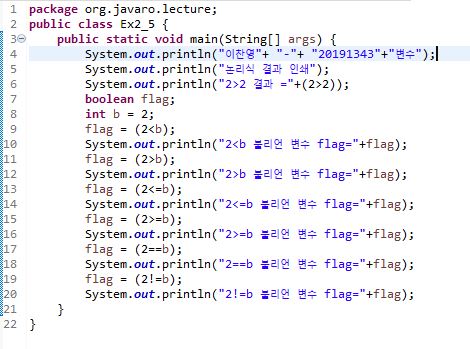 1 package org.javaro.lecture;
2 public class Ex2_5 {
3 public static void main(String[] args) {
4 System.out.println("이찬영"+ "-"+ "20191343"+"변수");
5 System.out.println("논리식 결과 인쇄");
6 System.out.println("2>2 결과 ="+(2>2));
7 boolean flag;
8 int b = 2;
9 flag = (2<b);
10 System.out.println("2<b 불리언 변수 flag="+flag);
11 flag = (2>b);
12 System.out.println("2>b 불리언 변수 flag="+flag);
13 flag = (2<=b);
14 System.out.println("2<=b 불리언 변수 flag="+flag);
15 flag = (2>=b);
16 System.out.println("2>=b 불리언 변수 flag="+flag);
17 flag = (2==b);
18 System.out.println("2==b 불리언 변수 flag="+flag);
19 flag = (2!=b);
20 System.out.println("2!=b 불리언 변수 flag="+flag);
21 }
22 }